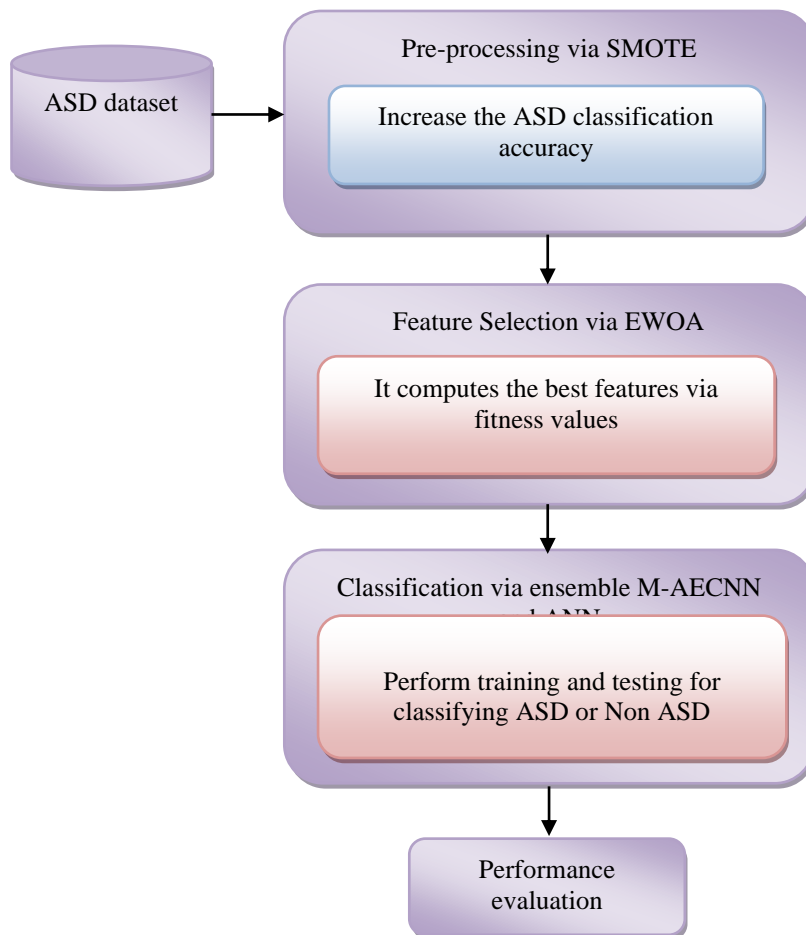 ASD dataset
Pre-processing via SMOTE
Increase the ASD classification
accuracy
Feature Selection via EWOA
It computes the best features via
fitness values
Classification via ensemble M-AECNN
Perform training and testing for
classifying ASD or Non ASD
Performance
evaluation